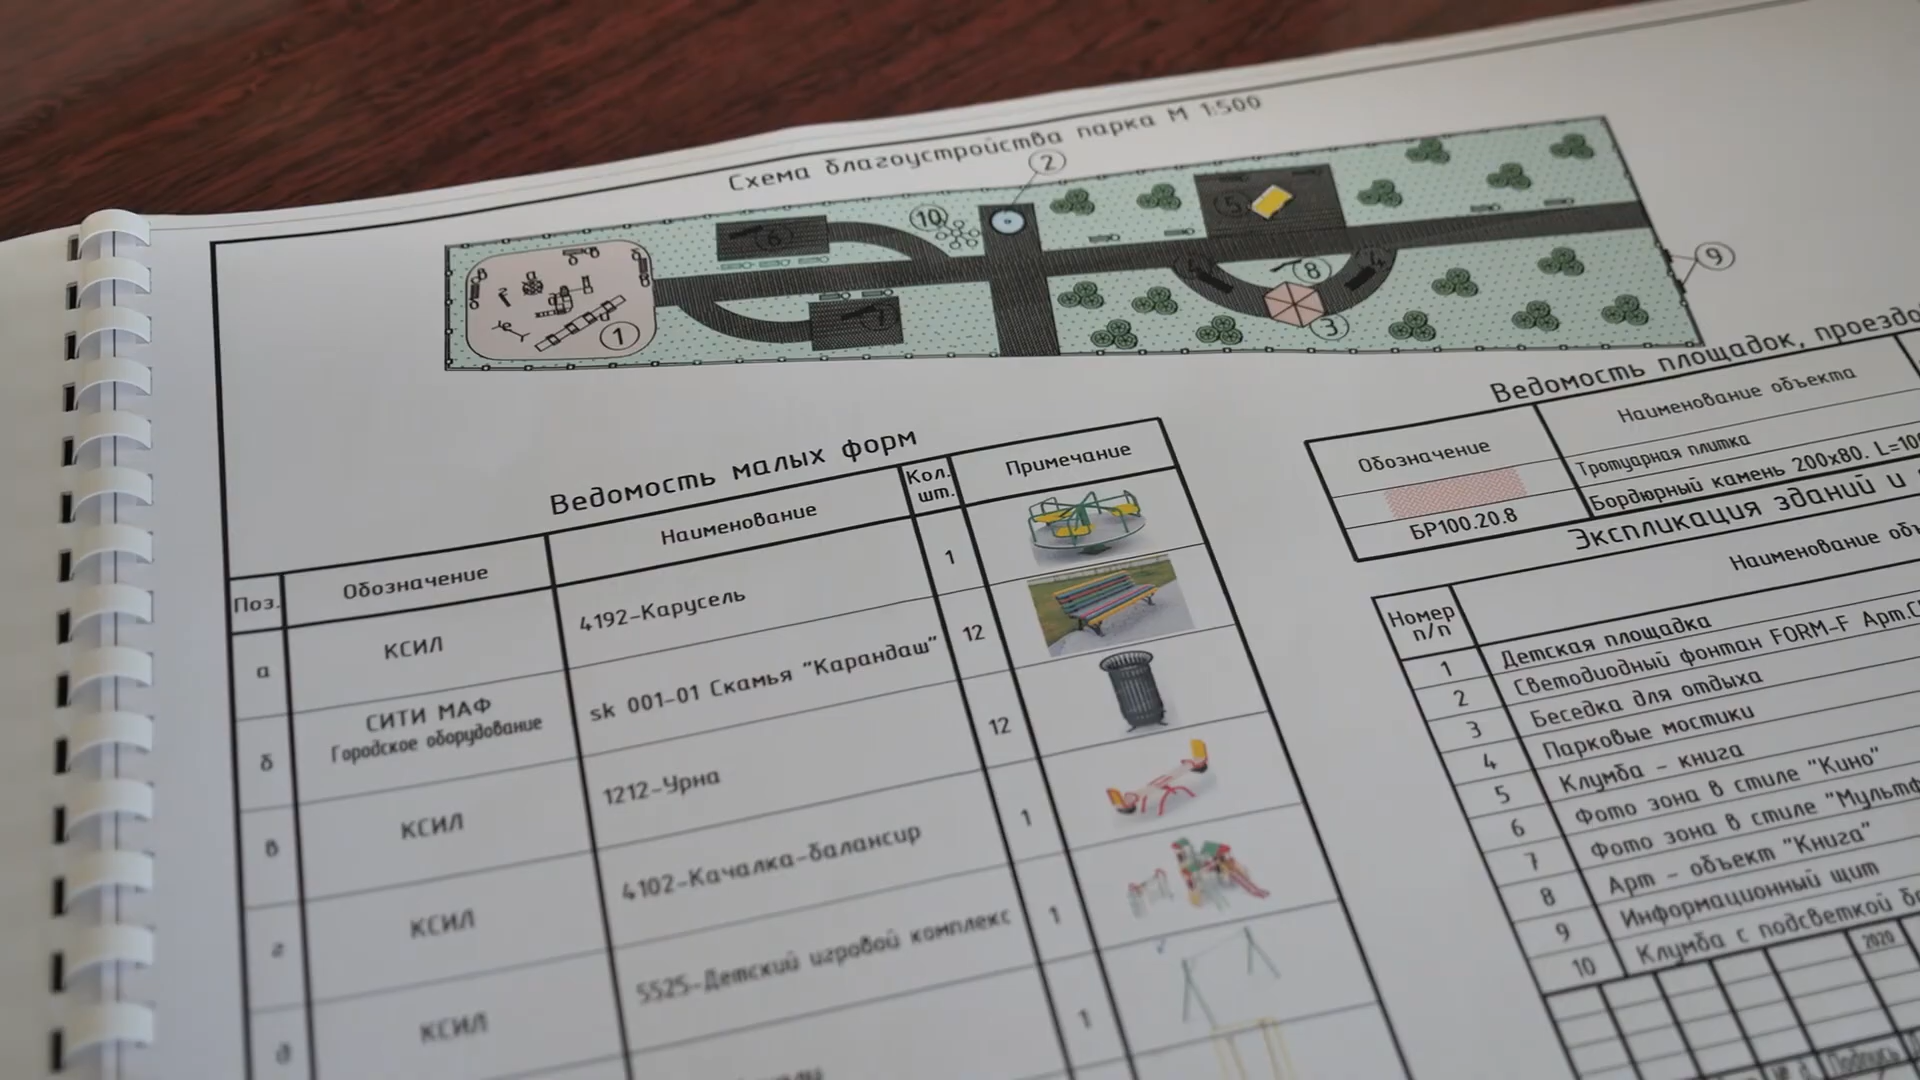 Схема благоустройства парка М 1:500
2
10
5
6
9
8
4
1
7
3
Ведомость малых форм
Поз.
Обозначение
Наименование
Кол. шт.
Примечание
а
КСИЛ
4192-Карусель
1
б
СИТИ МАФ
Городское оборудование
sk 001-01 Скамья "Карандаш"
12
в
КСИЛ
1212-Урна
12
г
КСИЛ
4102-Качалка-балансир
1
д
КСИЛ
5525-Детский игровой комплекс
1
1
Ведомость площадок,
Обозначение
Наименование объекта
Тротуарная плитка
БР100.20.8
Бордюрный камень 200х80.
Экспликация зданий и
Номер п/п
Наименование
1 Детская площадка
2 Светодиодный фонтан FORM-F
3 Беседка для отдыха
4 Парковые мостики
5 Клумба - книга
6 Фото зона в стиле "Кино"
7 Фото зона в стиле
8 Арт - объект "Книга"
9 Информационный щит
10 Клумба с подсветкой
2020
Подпись